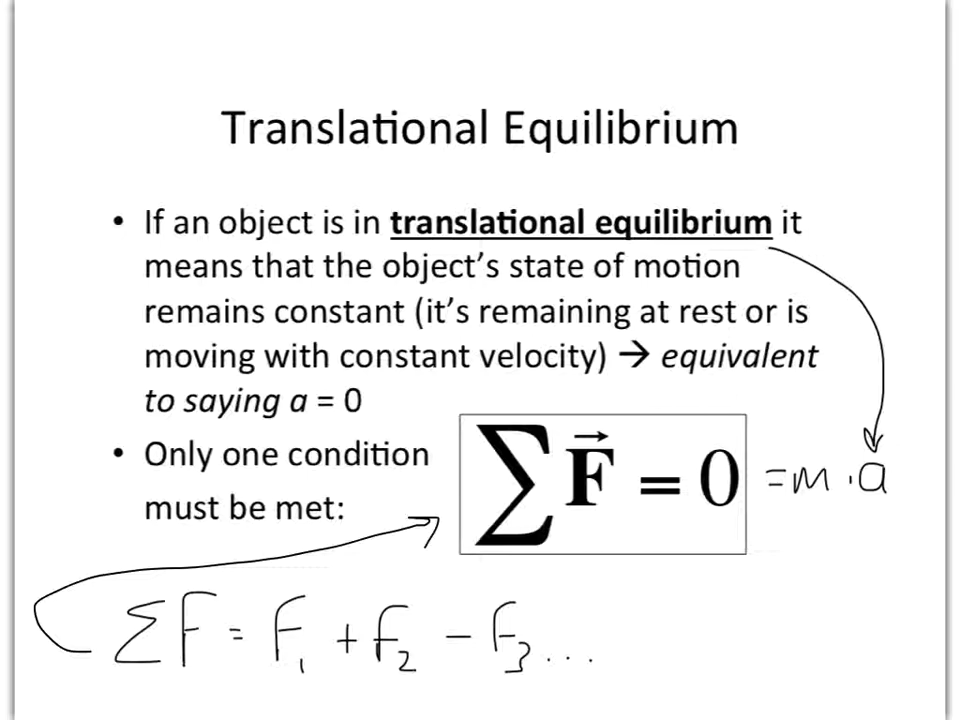 Translational Equilibrium
• If an object is in translational equilibrium it
means that the object’s state of motion
remains constant (it’s remaining at rest or is
moving with constant velocity) → equivalent
to saying a = 0
• Only one condition
must be met:
∑ F⃗ = 0 = m · a
ΣF = F₁ + F₂ − F₃ ...